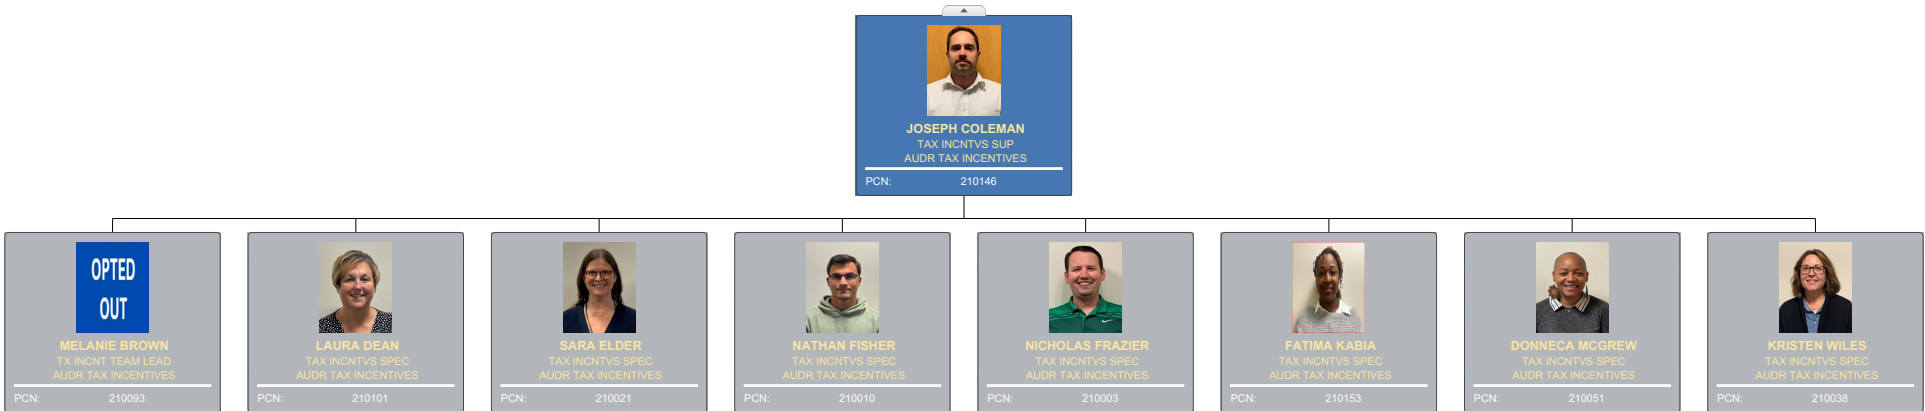 JOSEPH COLEMAN
TAX INCNTVS SUP
AUDR TAX INCENTIVES
PCN: 210146
OPTED
OUT
MELANIE BROWN
TX INCNT TEAM LEAD
AUDR TAX INCENTIVES
PCN: 210093
LAURA DEAN
TAX INCNTVS SPEC
AUDR TAX INCENTIVES
PCN: 210101
SARA ELDER
TAX INCNTVS SPEC
AUDR TAX INCENTIVES
PCN: 210021
NATHAN FISHER
TAX INCNTVS SPEC
AUDR TAX INCENTIVES
PCN: 210010
NICHOLAS FRAZIER
TAX INCNTVS SPEC
AUDR TAX INCENTIVES
PCN: 210003
FATIMA KABIA
TAX INCNTVS SPEC
AUDR TAX INCENTIVES
PCN: 210153
DONNECA MCGREW
TAX INCNTVS SPEC
AUDR TAX INCENTIVES
PCN: 210051
KRISTEN WILES
TAX INCNTVS SPEC
AUDR TAX INCENTIVES
PCN: 210038